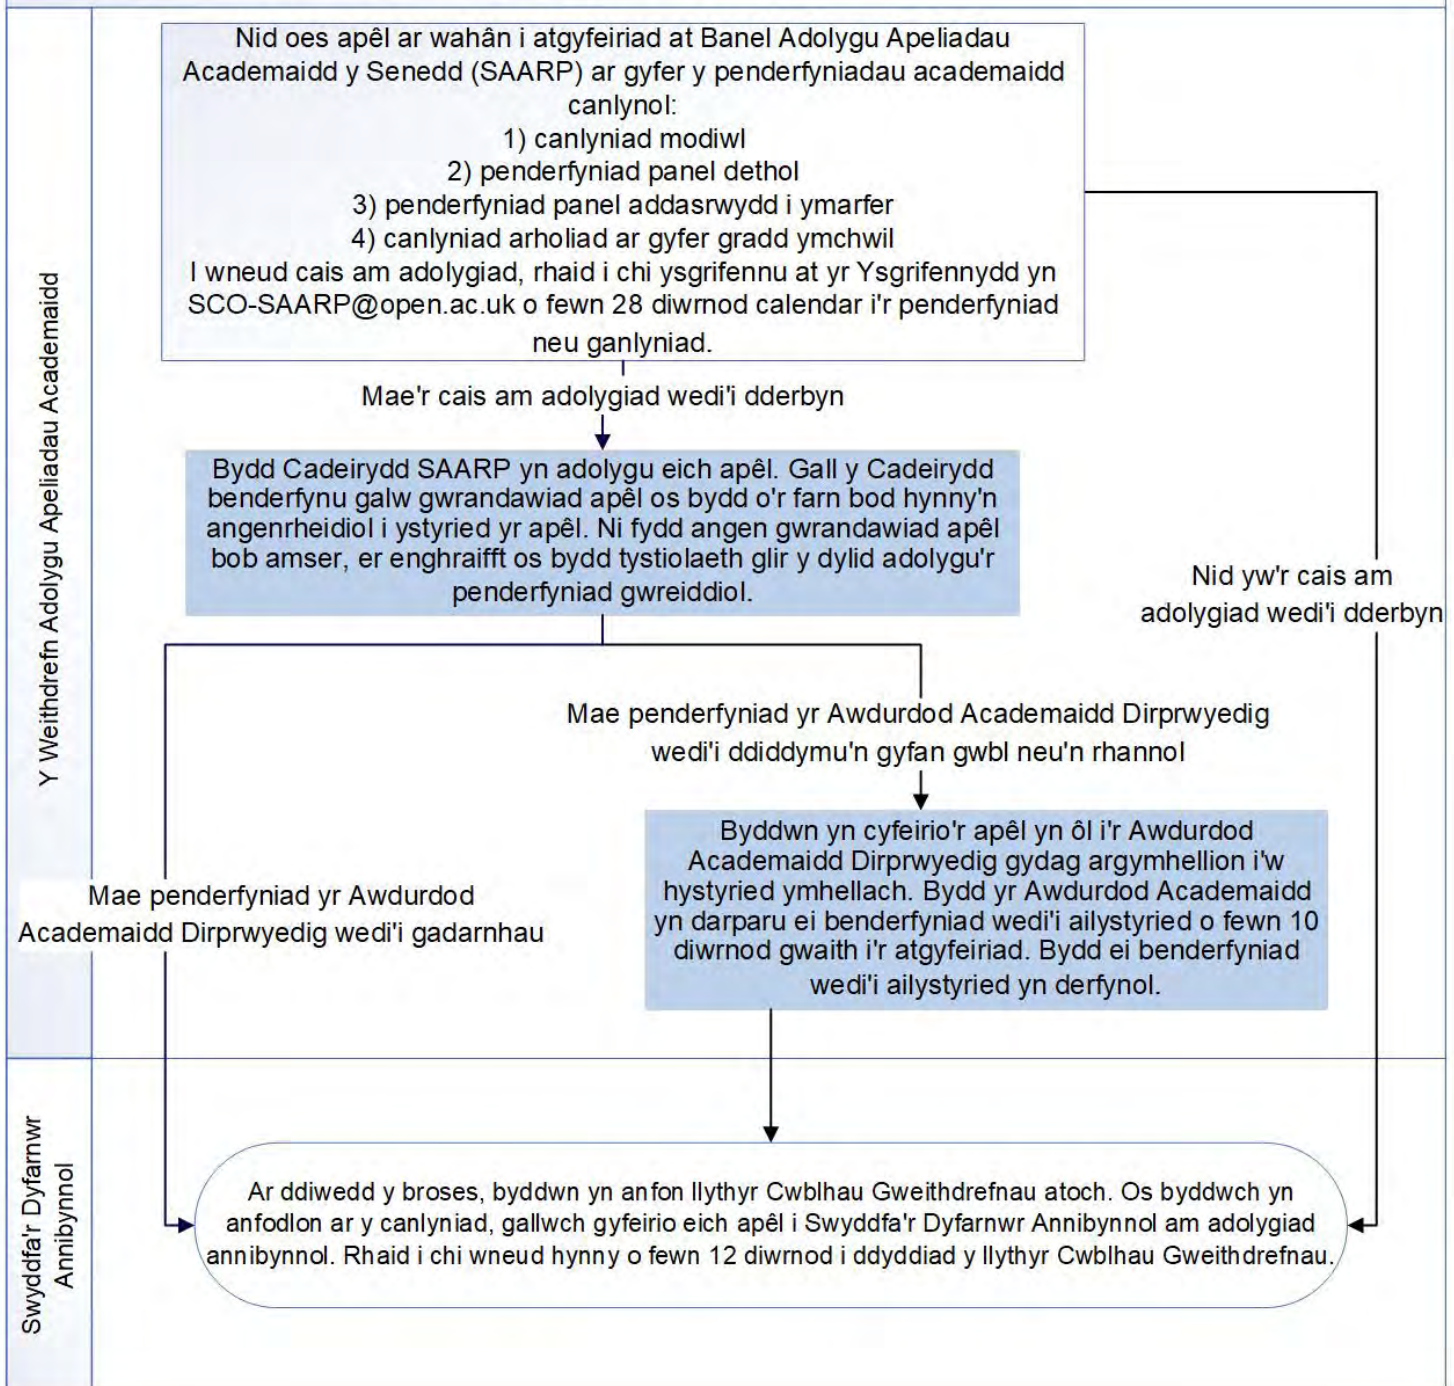 Y Weithdrefn Adolygu Apeliadau Academaidd
Nid oes apêl ar wahân i atgyfeiriad at Banel Adolygu Apeliadau
Academaidd y Senedd (SAARP) ar gyfer y penderfyniadau academaidd
canlynol:
1) canlyniad modiwl
2) penderfyniad panel dethol
3) penderfyniad panel addasrwydd i ymarfer
4) canlyniad arholiad ar gyfer gradd ymchwil
I wneud cais am adolygiad, rhaid i chi ysgrifennu at yr Ysgrifennydd yn
SCO-SAARP@open.ac.uk o fewn 28 diwrnod calendar i'r penderfyniad
neu ganlyniad.
Mae'r cais am adolygiad wedi'i dderbyn
Bydd Cadeirydd SAARP yn adolygu eich apêl. Gall y Cadeirydd
benderfynu galw gwrandawiad apêl os bydd o'r farn bod hynny'n
angenrheidiol i ystyried yr apêl. Ni fydd angen gwrandawiad apêl
bob amser, er enghraifft os bydd tystiolaeth glir y dylid adolygu'r
penderfyniad gwreiddiol.
Nid yw'r cais am
adolygiad wedi'i dderbyn
Mae penderfyniad yr Awdurdod Academaidd Dirprwyedig
wedi'i ddiddymu'n gyfan gwbl neu'n rhannol
Byddwn yn cyfeirio'r apêl yn ôl i'r Awdurdod
Academaidd Dirprwyedig gydag argymhellion i'w
hystyried ymhellach. Bydd yr Awdurdod Academaidd
yn darparu ei benderfyniad wedi'i ailystyried o fewn 10
diwrnod gwaith i'r atgyfeiriad. Bydd ei benderfyniad
wedi'i ailystyried yn derfynol.
Mae penderfyniad yr Awdurdod
Academaidd Dirprwyedig wedi'i gadarnhau
Swyddfa'r Dyfarnwr
Annibynnol
Ar ddiwedd y broses, byddwn yn anfon llythyr Cwblhau Gweithdrefnau atoch. Os byddwch yn
anfodlon ar y canlyniad, gallwch gyfeirio eich apêl i Swyddfa'r Dyfarnwr Annibynnol am adolygiad
annibynnol. Rhaid i chi wneud hynny o fewn 12 diwrnod i ddyddiad y llythyr Cwblhau Gweithdrefnau.